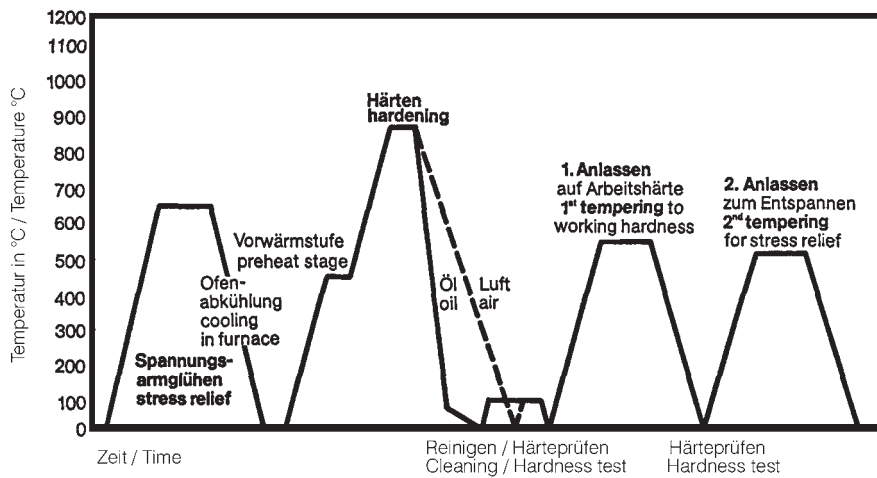 Temperatur in °C / Temperature °C
1200
1100
1000
900
800
700
600
500
400
300
200
100
0
Spannungs-
armglühen
stress relief
Ofen-
abkühlung
cooling
in furnace
Vorwärmstufe
preheat stage
Härten
hardening
Öl
oil
Luft
air
1. Anlassen
auf Arbeitshärte
1st tempering to
working hardness
2. Anlassen
zum Entspannen
2nd tempering
for stress relief
Zeit / Time
Reinigen / Härteprüfen
Cleaning / Hardness test
Härteprüfen
Hardness test